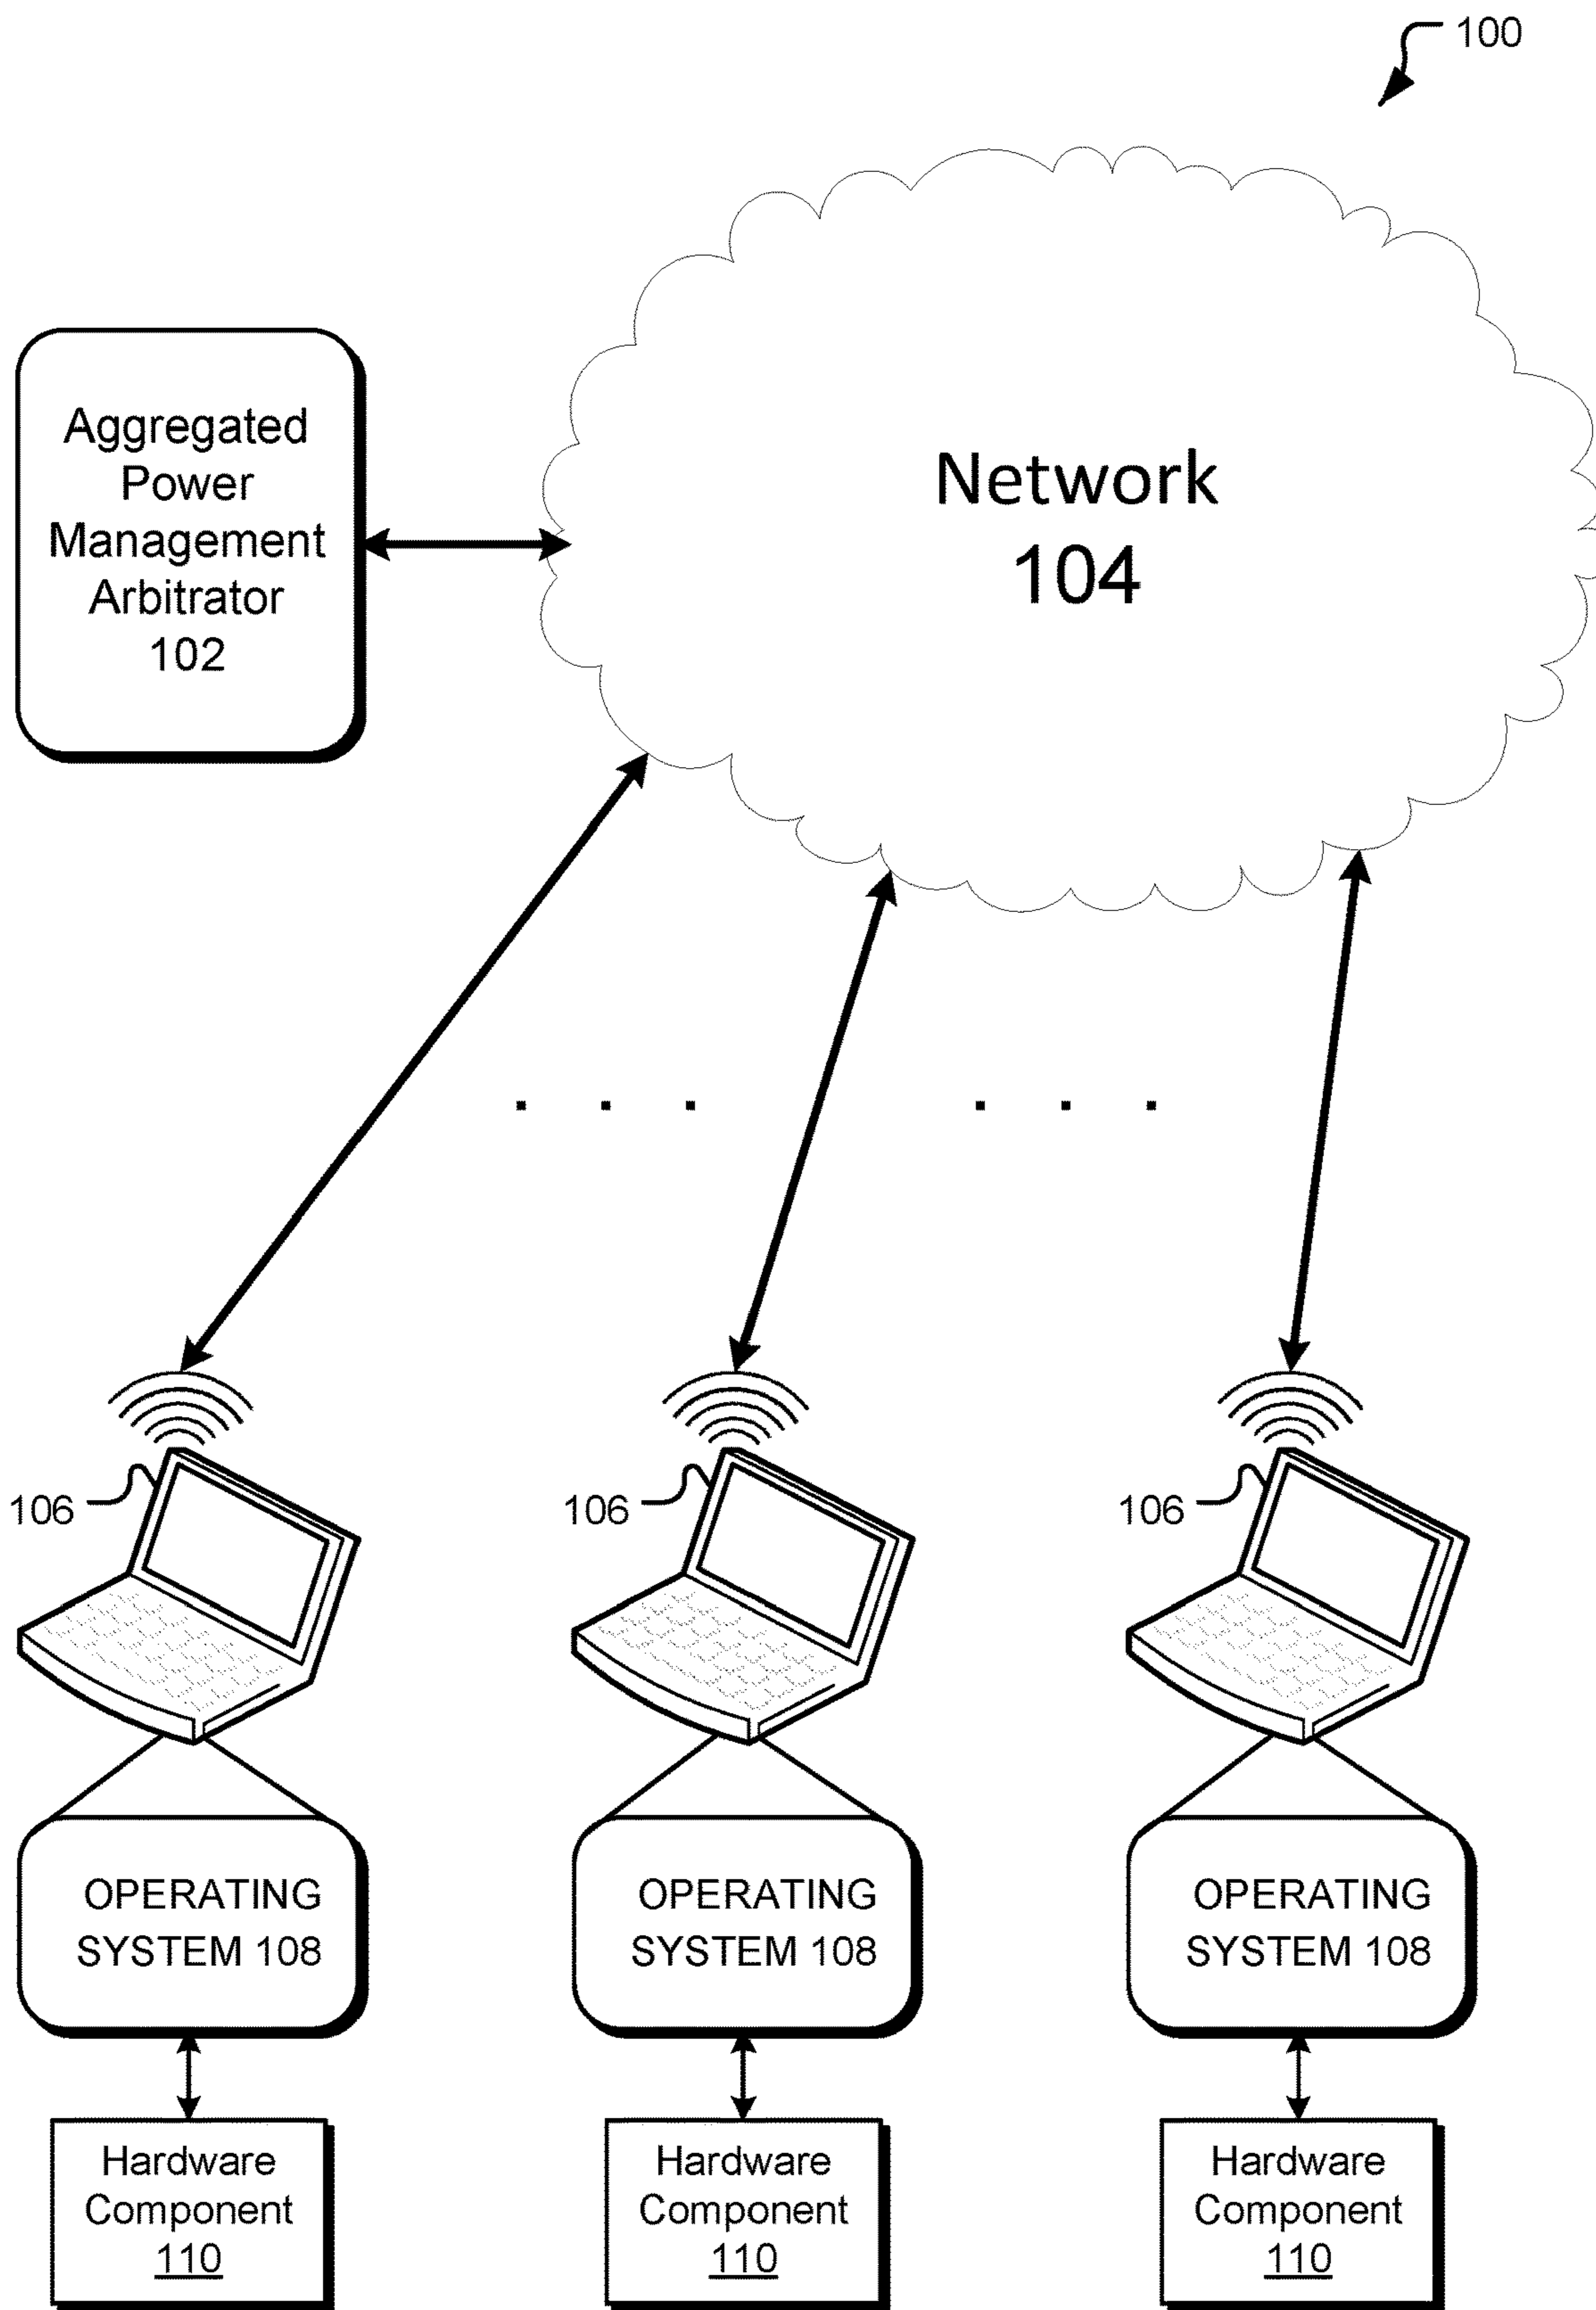 100
Aggregated
Power
Management
Arbitrator
102
Network
104
106
106
106
OPERATING
SYSTEM 108
OPERATING
SYSTEM 108
OPERATING
SYSTEM 108
Hardware
Component
110
Hardware
Component
110
Hardware
Component
110